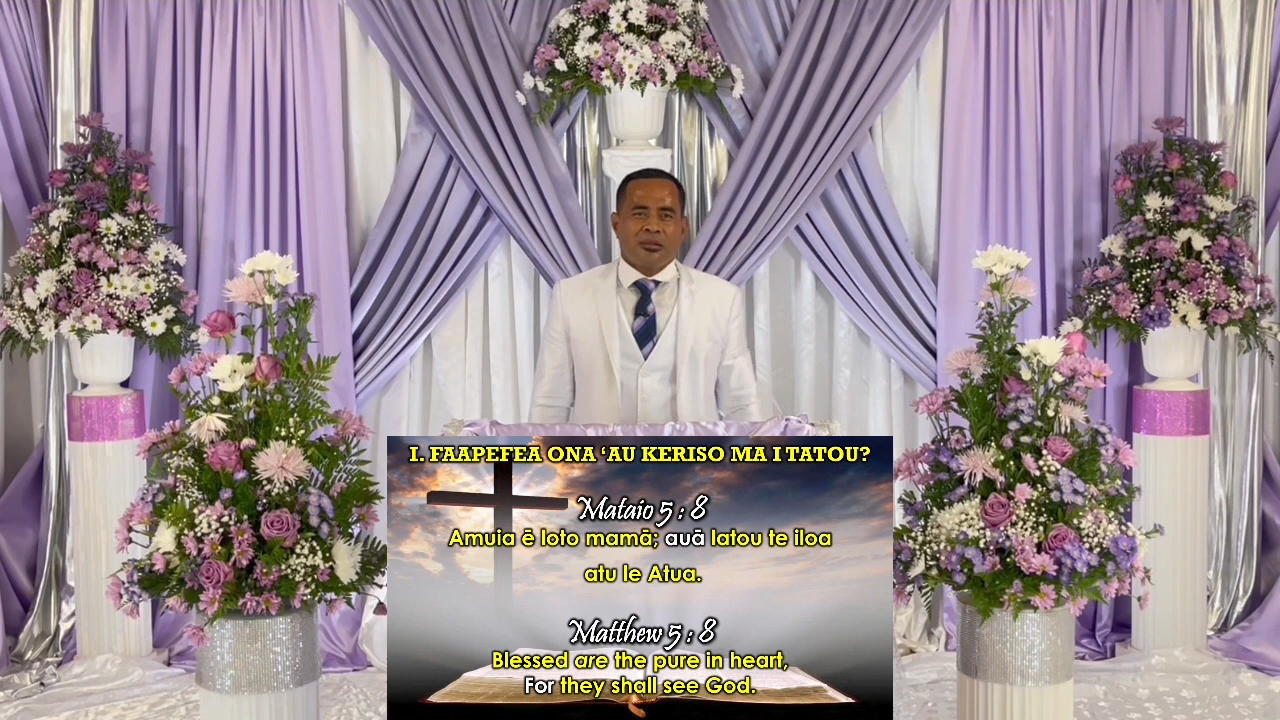 I. FAAPEFEA ONA ‘AU KERISO MA I TATOU?
Mataio 5 : 8
Amuia ē loto mamā; auā latou te iloa
atu le Atua.
Matthew 5 : 8
Blessed are the pure in heart,
For they shall see God.